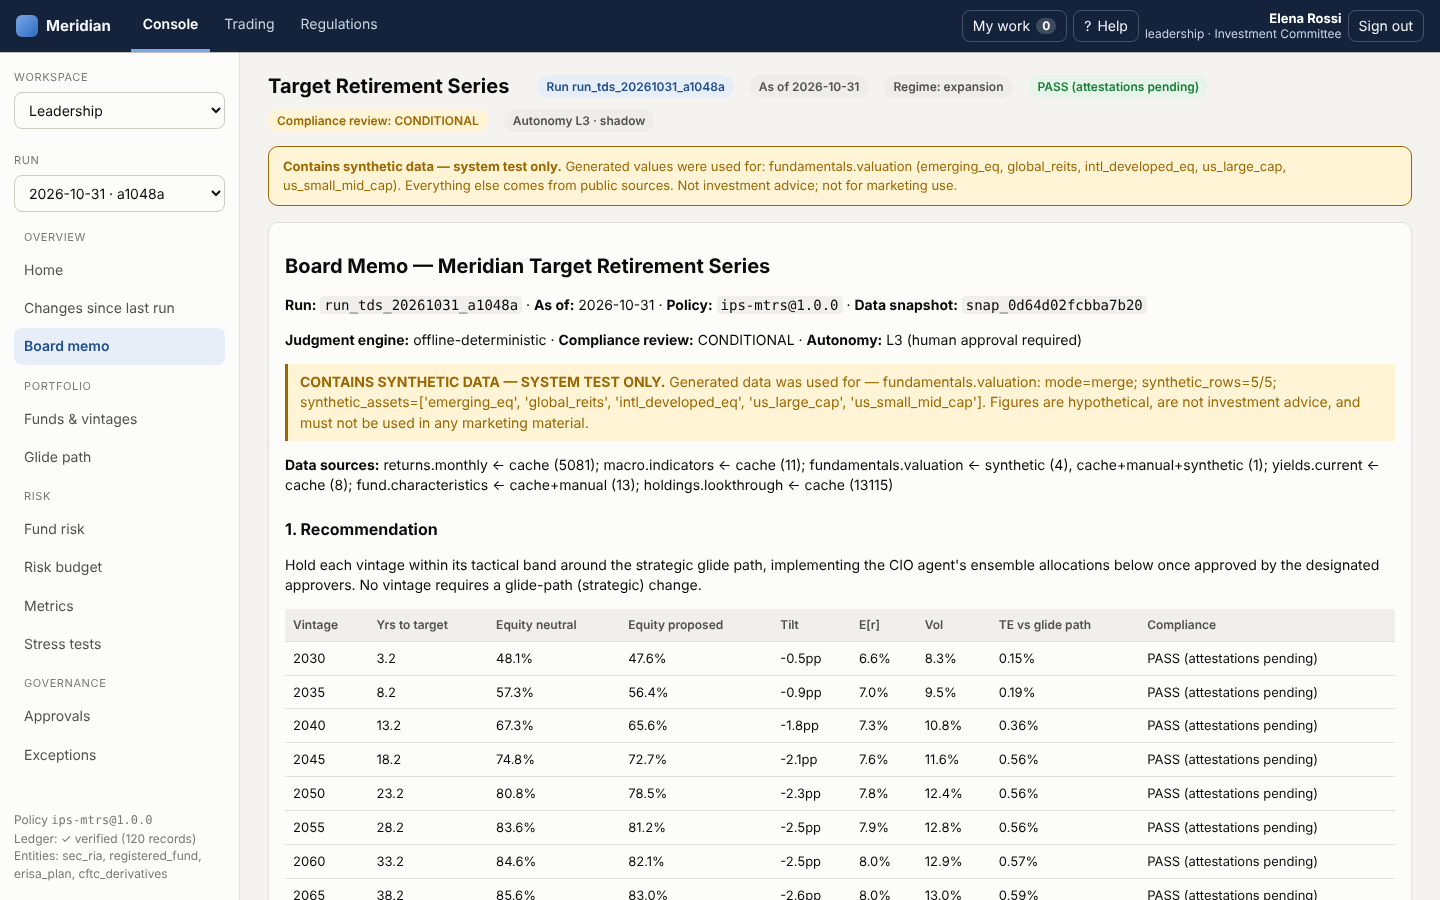 Meridian
Console
Trading
Regulations
My work 0
? Help
Elena Rossi
leadership · Investment Committee
Sign out
WORKSPACE
Leadership
RUN
2026-10-31 · a1048a
OVERVIEW
Home
Changes since last run
Board memo
PORTFOLIO
Funds & vintages
Glide path
RISK
Fund risk
Risk budget
Metrics
Stress tests
GOVERNANCE
Approvals
Exceptions
Policy ips-mtrs@1.0.0
Ledger: ✓ verified (120 records)
Entities: sec_ria, registered_fund,
erisa_plan, cftc_derivatives
Target Retirement Series
Run run_tds_20261031_a1048a
As of 2026-10-31
Regime: expansion
PASS (attestations pending)
Compliance review: CONDITIONAL
Autonomy L3 · shadow
Contains synthetic data — system test only. Generated values were used for: fundamentals.valuation (emerging_eq, global_reits, intl_developed_eq, us_large_cap,
us_small_mid_cap). Everything else comes from public sources. Not investment advice; not for marketing use.
Board Memo — Meridian Target Retirement Series
Run: run_tds_20261031_a1048a · As of: 2026-10-31 · Policy: ips-mtrs@1.0.0 · Data snapshot: snap_0d64d02fcbba7b20
Judgment engine: offline-deterministic · Compliance review: CONDITIONAL · Autonomy: L3 (human approval required)
CONTAINS SYNTHETIC DATA — SYSTEM TEST ONLY. Generated data was used for — fundamentals.valuation: mode=merge; synthetic_rows=5/5;
synthetic_assets=['emerging_eq', 'global_reits', 'intl_developed_eq', 'us_large_cap', 'us_small_mid_cap']. Figures are hypothetical, are not investment advice, and
must not be used in any marketing material.
Data sources: returns.monthly ← cache (5081); macro.indicators ← cache (11); fundamentals.valuation ← synthetic (4), cache+manual+synthetic (1); yields.current ←
cache (8); fund.characteristics ← cache+manual (13); holdings.lookthrough ← cache (13115)
1. Recommendation
Hold each vintage within its tactical band around the strategic glide path, implementing the CIO agent's ensemble allocations below once approved by the designated
approvers. No vintage requires a glide-path (strategic) change.
Vintage Yrs to target Equity neutral Equity proposed Tilt E[r] Vol TE vs glide path Compliance
2030 3.2 48.1% 47.6% -0.5pp 6.6% 8.3% 0.15% PASS (attestations pending)
2035 8.2 57.3% 56.4% -0.9pp 7.0% 9.5% 0.19% PASS (attestations pending)
2040 13.2 67.3% 65.6% -1.8pp 7.3% 10.8% 0.36% PASS (attestations pending)
2045 18.2 74.8% 72.7% -2.1pp 7.6% 11.6% 0.56% PASS (attestations pending)
2050 23.2 80.8% 78.5% -2.3pp 7.8% 12.4% 0.56% PASS (attestations pending)
2055 28.2 83.6% 81.2% -2.5pp 7.9% 12.8% 0.56% PASS (attestations pending)
2060 33.2 84.6% 82.1% -2.5pp 8.0% 12.9% 0.57% PASS (attestations pending)
2065 38.2 85.6% 83.0% -2.6pp 8.0% 13.0% 0.59% PASS (attestations pending)